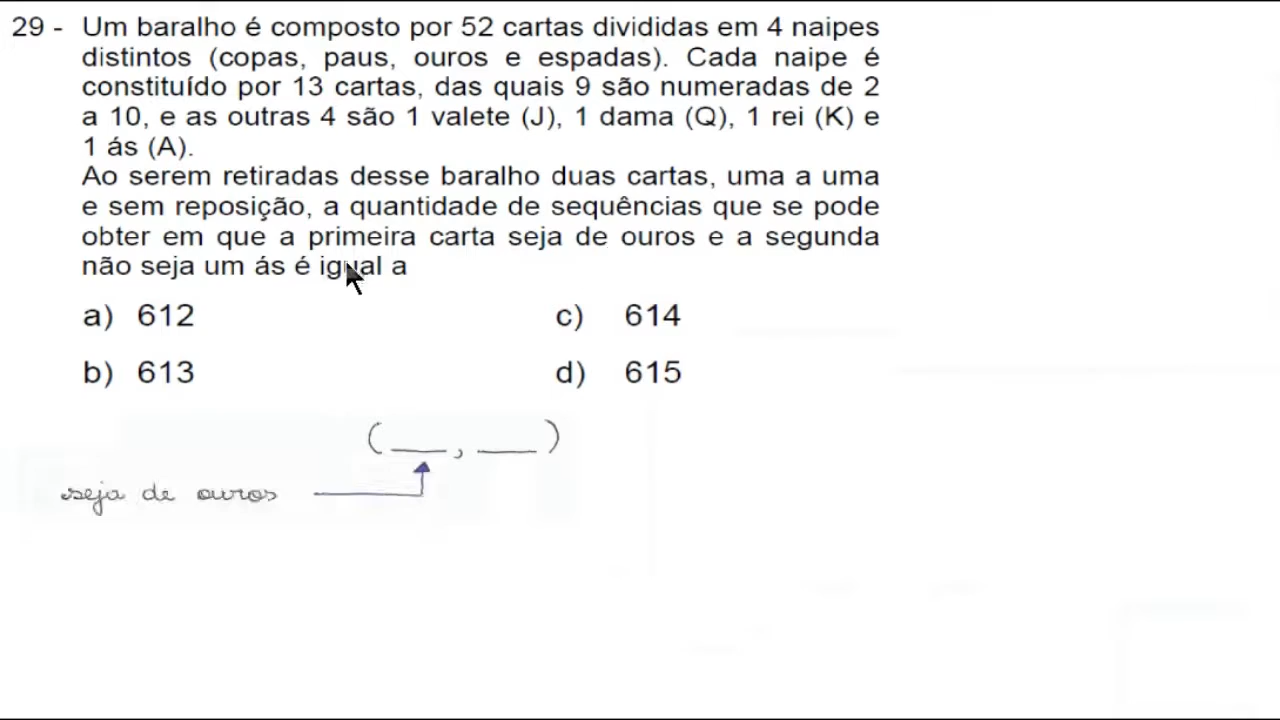 29 - Um baralho é composto por 52 cartas divididas em 4 naipes
distintos (copas, paus, ouros e espadas). Cada naipe é
constituído por 13 cartas, das quais 9 são numeradas de 2
a 10, e as outras 4 são 1 valete (J), 1 dama (Q), 1 rei (K) e
1 ás (A).
Ao serem retiradas desse baralho duas cartas, uma a uma
e sem reposição, a quantidade de sequências que se pode
obter em que a primeira carta seja de ouros e a segunda
não seja um ás é igual a
a) 612 c) 614
b) 613 d) 615
( __ , __ )
seja de ouros